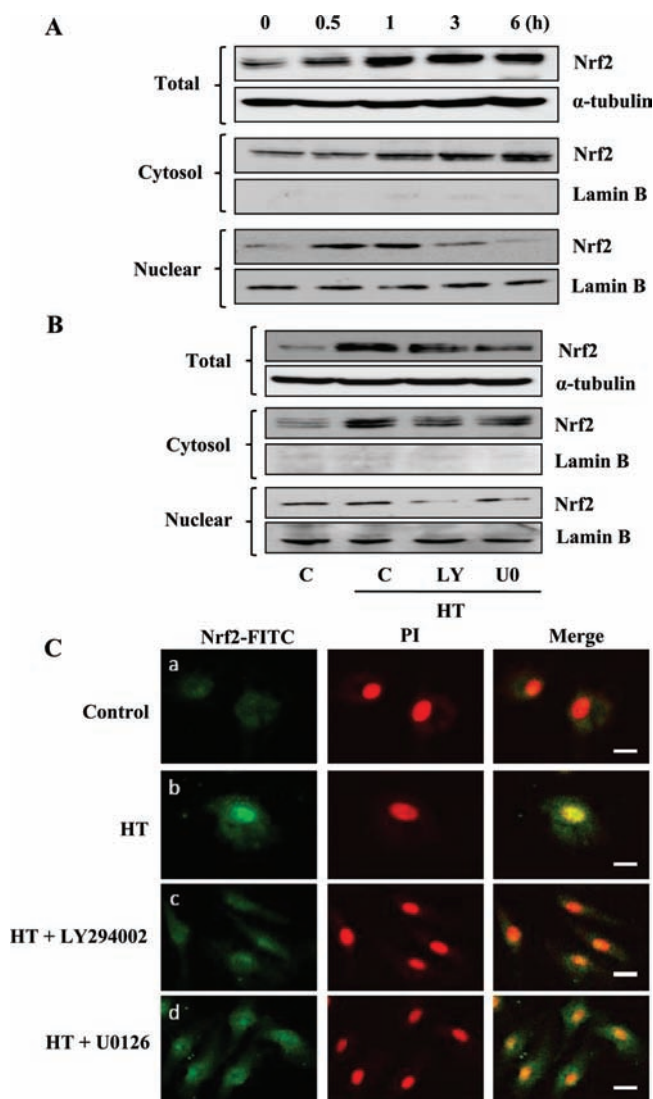 A
0 0.5 1 3 6 (h)
Total
Nrf2
α-tubulin
Cytosol
Nrf2
Lamin B
Nuclear
Nrf2
Lamin B
B
Total
Nrf2
α-tubulin
Cytosol
Nrf2
Lamin B
Nuclear
Nrf2
Lamin B
C C LY U0
HT
C
Nrf2-FITC PI Merge
a
Control
b
HT
c
HT + LY294002
d
HT + U0126